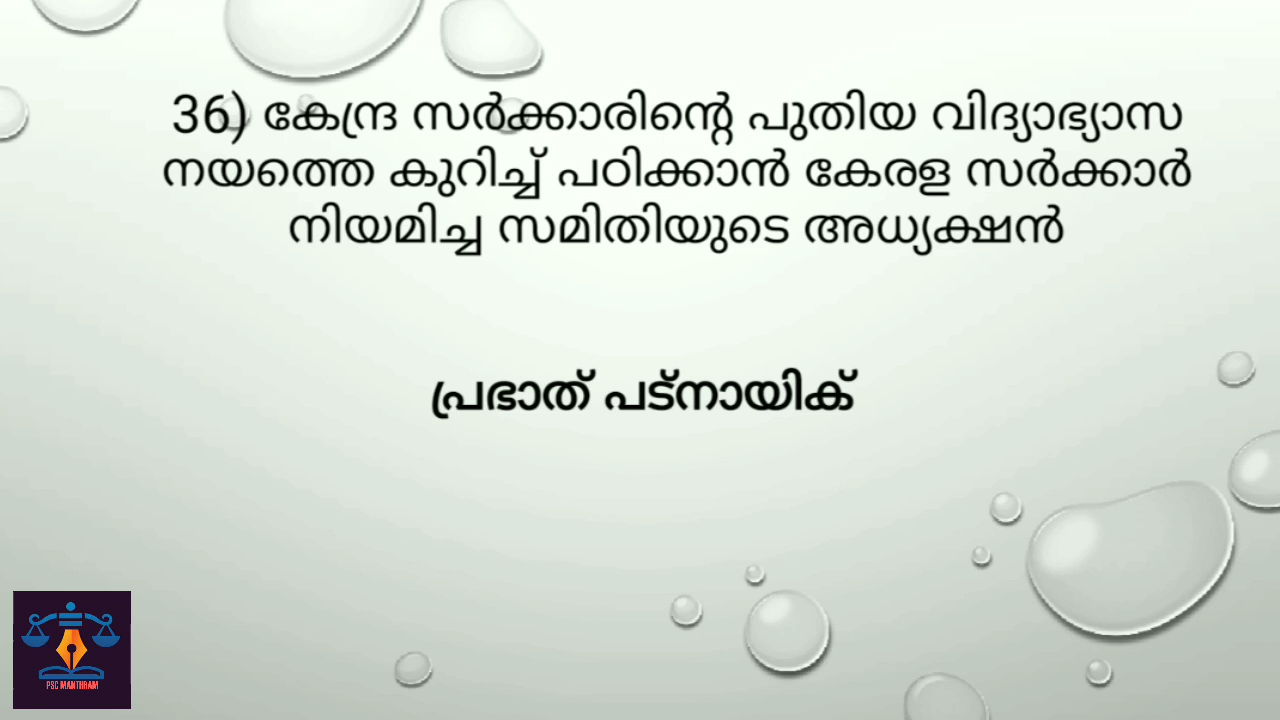 36) കേന്ദ്ര സർക്കാരിന്റെ പുതിയ വിദ്യാഭ്യാസ
നയത്തെ കുറിച്ച് പഠിക്കാൻ കേരള സർക്കാർ
നിയമിച്ച സമിതിയുടെ അധ്യക്ഷൻ
പ്രഭാത് പട്നായിക്
PSC MANTHRAM